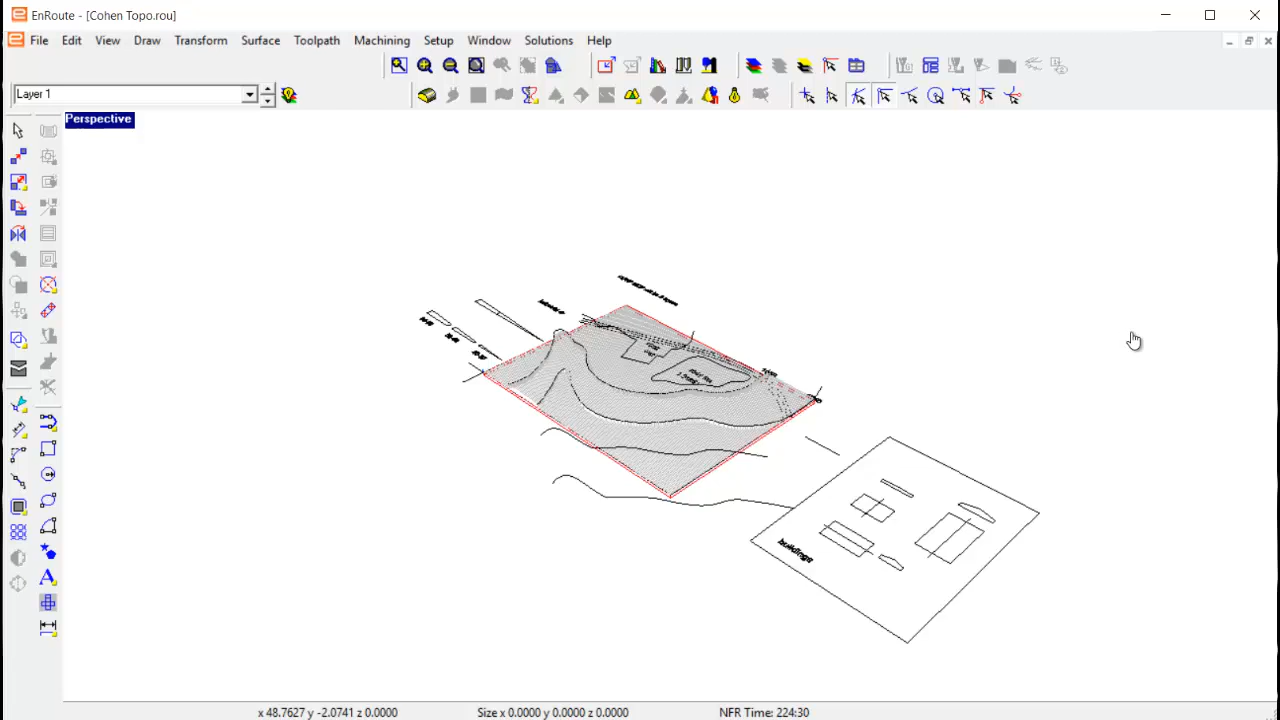 EnRoute - [Cohen Topo.rou]
File Edit View Draw Transform Surface Toolpath Machining Setup Window Solutions Help
Layer 1
Perspective
buildings
x 48.7627 y -2.0741 z 0.0000 Size x 0.0000 y 0.0000 z 0.0000 NFR Time: 224:30